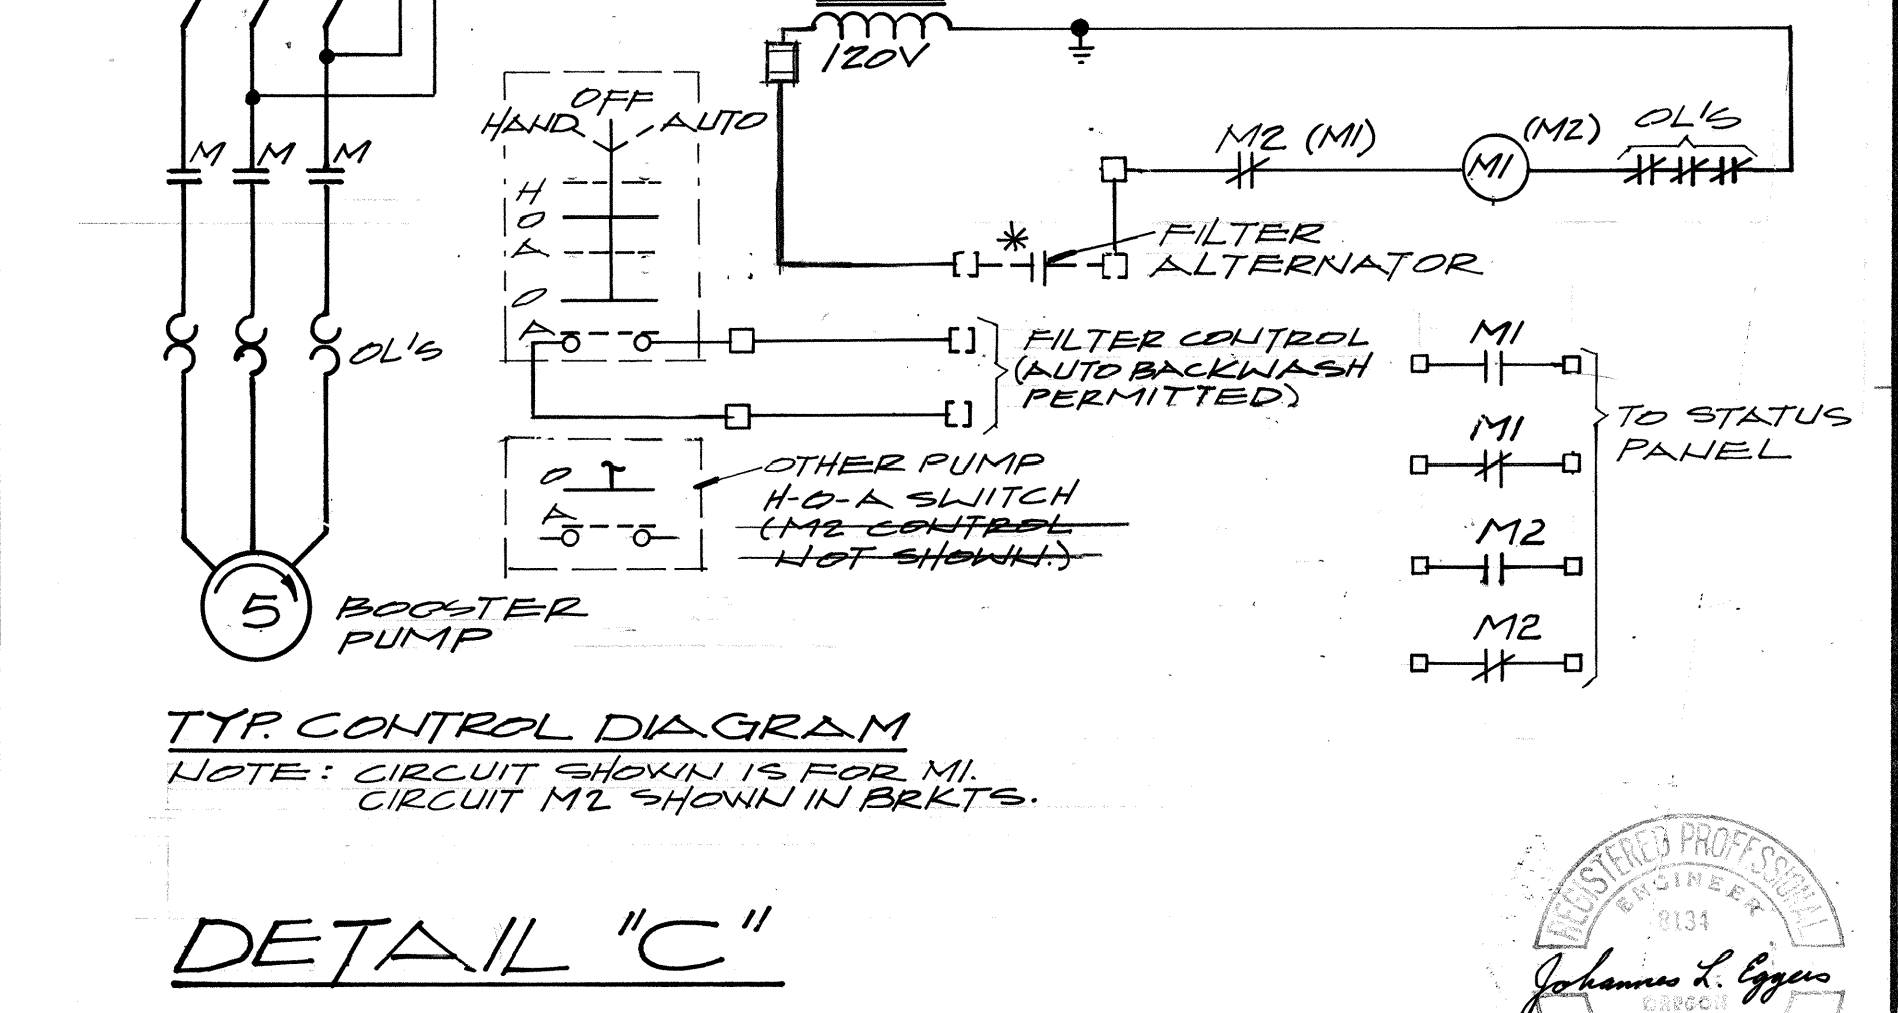 120V
OFF
HAND AUTO
M M M
H
O
A
O
A
OL'S
M2 (M1)
M1
(M2)
OL'S
*
FILTER
ALTERNATOR
FILTER CONTROL
(AUTO BACKWASH
PERMITTED)
O
A
OTHER PUMP
H-O-A SWITCH
(M2 CONTROL
NOT SHOWN.)
M1
M1
M2
M2
TO STATUS
PANEL
5
BOOSTER
PUMP
TYP. CONTROL DIAGRAM
NOTE: CIRCUIT SHOWN IS FOR M1.
CIRCUIT M2 SHOWN IN BRKTS.
DETAIL "C"
REGISTERED PROFESSIONAL
ENGINEER
8134
Johannes L. Eggers
OREGON